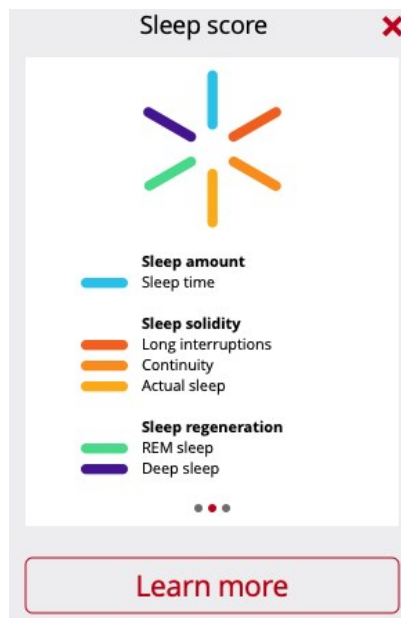 Sleep score
Sleep amount
Sleep time
Sleep solidity
Long interruptions
Continuity
Actual sleep
Sleep regeneration
REM sleep
Deep sleep
Learn more